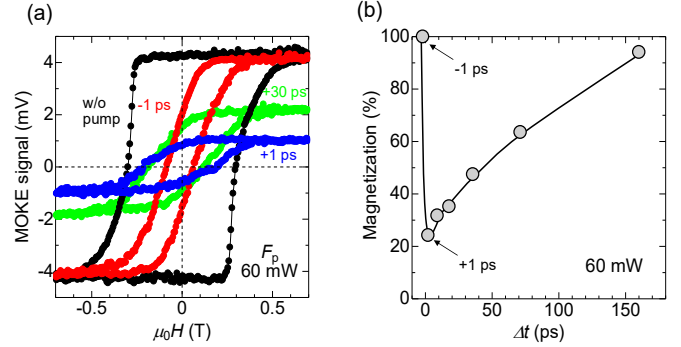 (a)
MOKE signal (mV)
4
2
0
-2
-4
w/o
pump
-1 ps
+30 ps
+1 ps
Fp
60 mW
-0.5
0
0.5
μ0H (T)
(b)
Magnetization (%)
100
80
60
40
20
0
-1 ps
+1 ps
60 mW
0
50
100
150
Δt (ps)